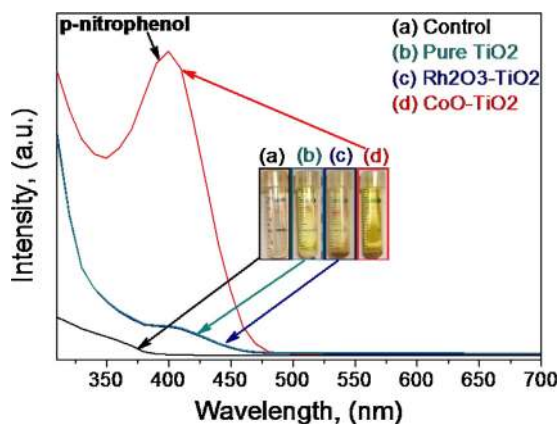 p-nitrophenol
(a) Control
(b) Pure TiO2
(c) Rh2O3-TiO2
(d) CoO-TiO2
(a) (b) (c) (d)
Intensity, (a.u.)
350 400 450 500 550 600 650 700
Wavelength, (nm)